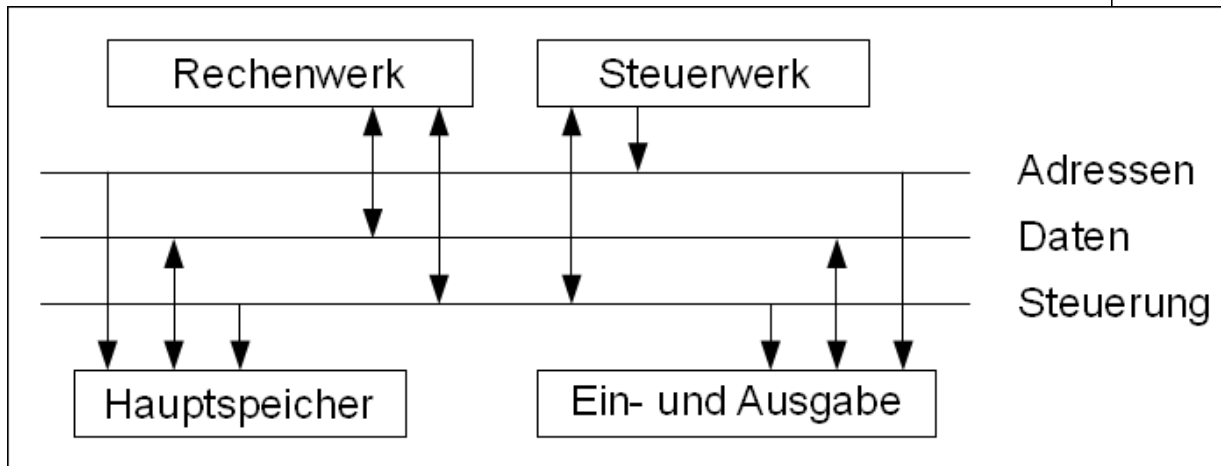 Rechenwerk
Steuerwerk
Adressen
Daten
Steuerung
Hauptspeicher
Ein- und Ausgabe